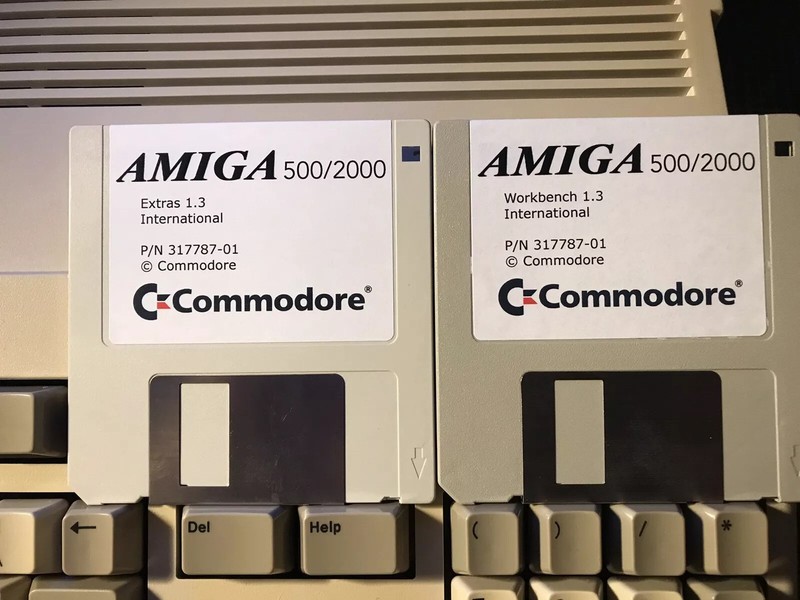 AMIGA 500/2000
Extras 1.3
International
P/N 317787-01
© Commodore
Commodore®
AMIGA 500/2000
Workbench 1.3
International
P/N 317787-01
© Commodore
Commodore®
\ ← Del Help ( ) / *